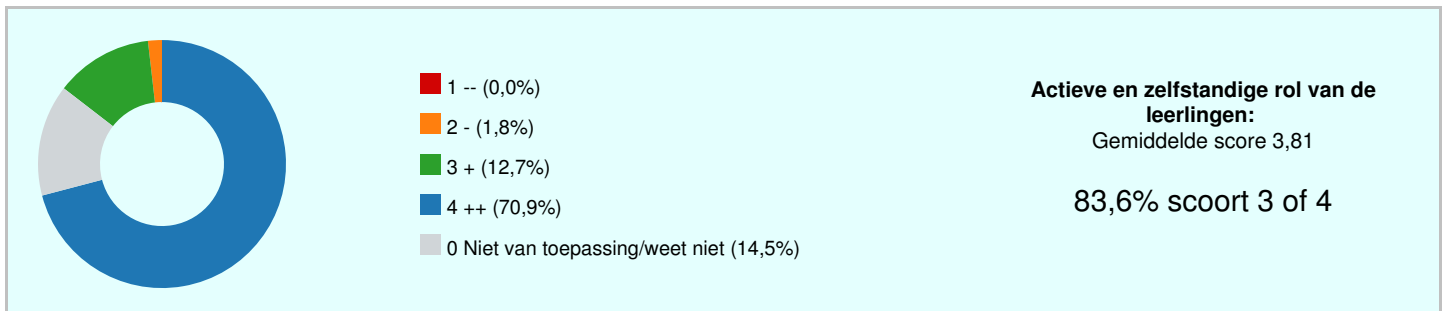 1 -- (0,0%)
2 - (1,8%)
3 + (12,7%)
4 ++ (70,9%)
0 Niet van toepassing/weet niet (14,5%)
Actieve en zelfstandige rol van de
leerlingen:
Gemiddelde score 3,81
83,6% scoort 3 of 4